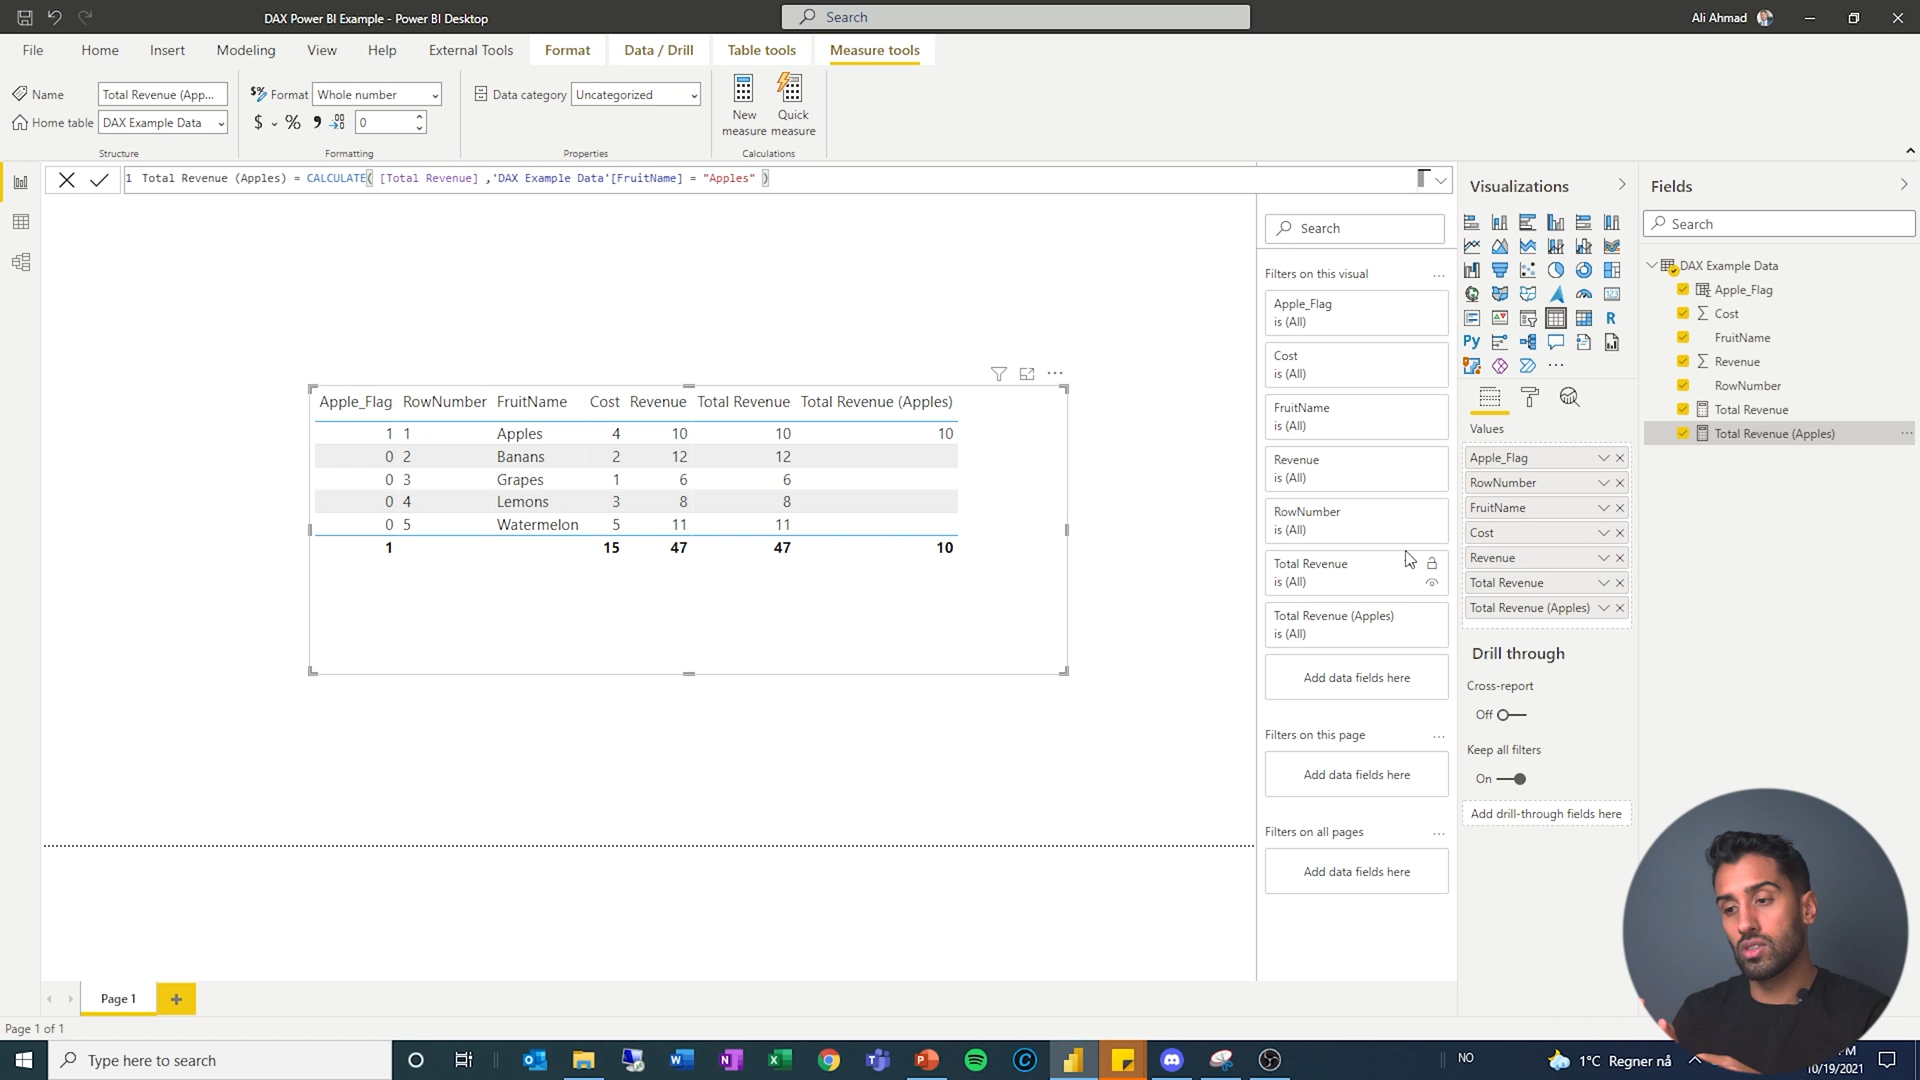 DAX Power BI Example - Power BI Desktop
Search
Ali Ahmad
File
Home
Insert
Modeling
View
Help
External Tools
Format
Data / Drill
Table tools
Measure tools
Name
Total Revenue (App...
Home table
DAX Example Data
Structure
$% Format
Whole number
$
%
0
Formatting
Data category
Uncategorized
Properties
New measure
Quick measure
Calculations
1 Total Revenue (Apples) = CALCULATE( [Total Revenue] ,'DAX Example Data'[FruitName] = "Apples" )
Apple_Flag RowNumber FruitName Cost Revenue Total Revenue Total Revenue (Apples)
1 1 Apples 4 10 10 10
0 2 Banans 2 12 12
0 3 Grapes 1 6 6
0 4 Lemons 3 8 8
0 5 Watermelon 5 11 11
1 15 47 47 10
Search
Filters on this visual
Apple_Flag
is (All)
Cost
is (All)
FruitName
is (All)
Revenue
is (All)
RowNumber
is (All)
Total Revenue
is (All)
Total Revenue (Apples)
is (All)
Add data fields here
Filters on this page
Add data fields here
Filters on all pages
Add data fields here
Visualizations
R
Py
Values
Apple_Flag
RowNumber
FruitName
Cost
Revenue
Total Revenue
Total Revenue (Apples)
Drill through
Cross-report
Off
Keep all filters
On
Add drill-through fields here
Fields
Search
DAX Example Data
Apple_Flag
Cost
FruitName
Revenue
RowNumber
Total Revenue
Total Revenue (Apples)
Page 1
Page 1 of 1
Type here to search
NO
1°C Regner nå
10/19/2021